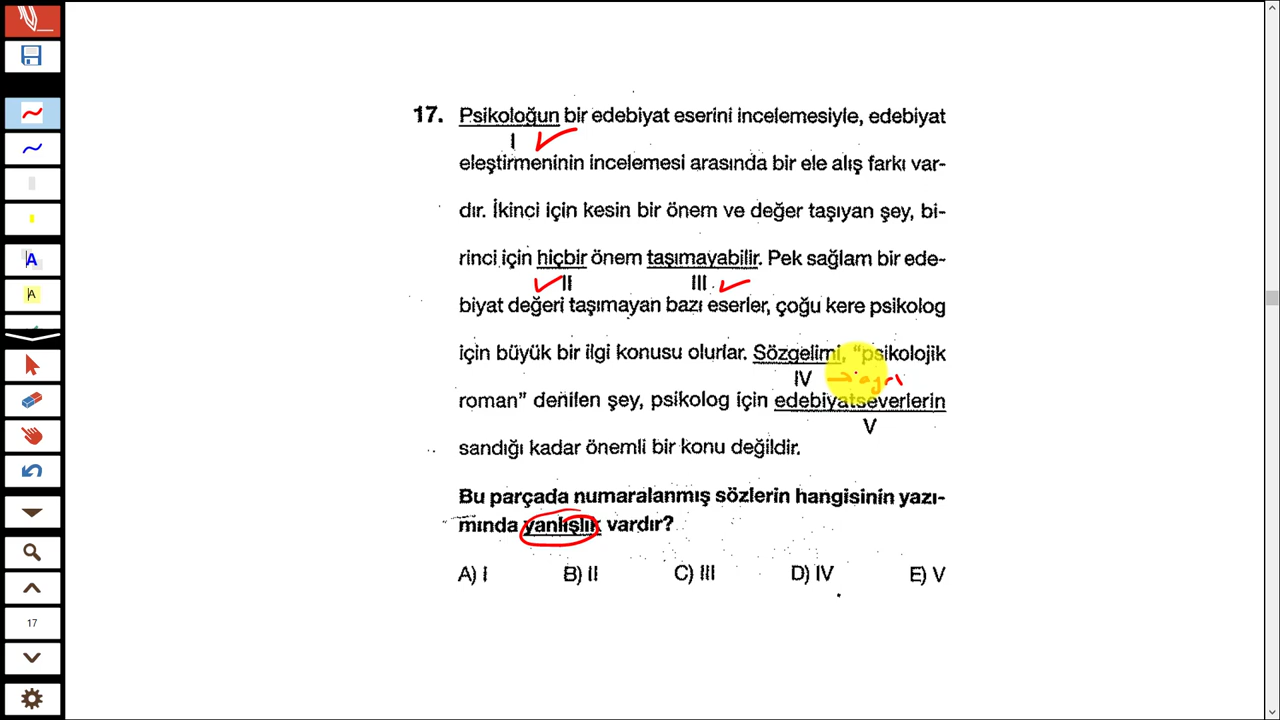 17. Psikoloğun bir edebiyat eserini incelemesiyle, edebiyat
I
eleştirmeninin incelemesi arasında bir ele alış farkı var-
dır. İkinci için kesin bir önem ve değer taşıyan şey, bi-
rinci için hiçbir önem taşımayabilir. Pek sağlam bir ede-
II III
biyat değeri taşımayan bazı eserler, çoğu kere psikolog
için büyük bir ilgi konusu olurlar. Sözgelimi, “psikolojik
IV → ayrı
roman” denilen şey, psikolog için edebiyatseverlerin
V
sandığı kadar önemli bir konu değildir.
Bu parçada numaralanmış sözlerin hangisinin yazı-
mında yanlışlık vardır?
A) I B) II C) III D) IV E) V
A
A
17